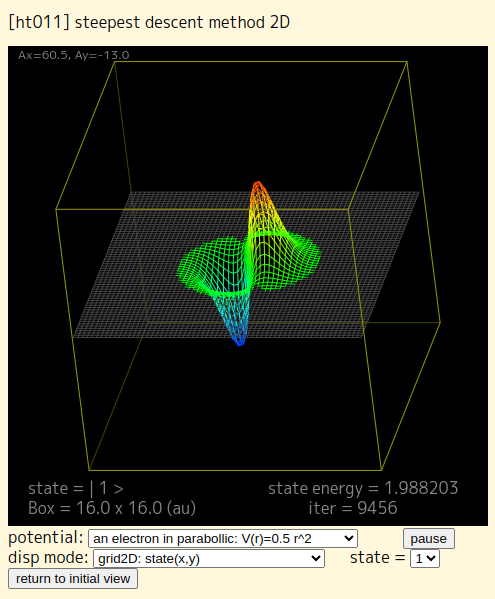 [ht011] steepest descent method 2D
Ax=60.5, Ay=-13.0
state = | 1 > state energy = 1.988203
Box = 16.0 x 16.0 (au) iter = 9456
potential: an electron in parabollic: V(r)=0.5 r^2 pause
disp mode: grid2D: state(x,y) state = 1
return to initial view